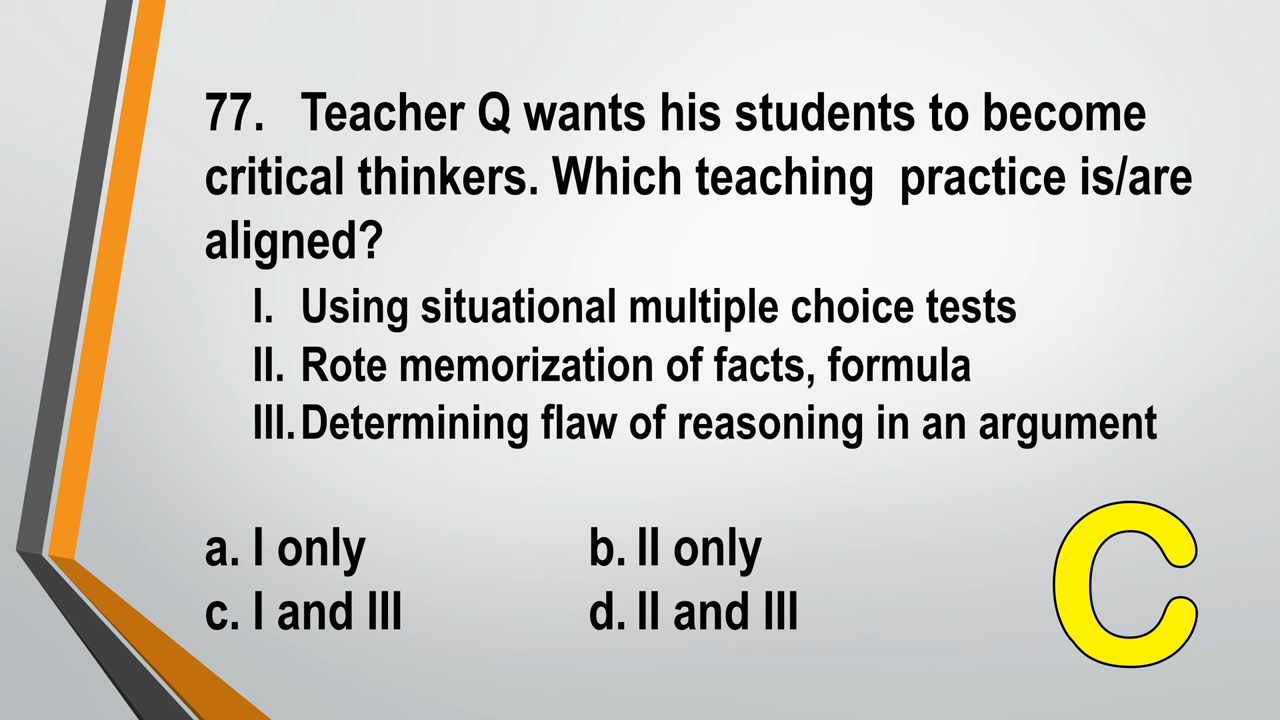 77. Teacher Q wants his students to become
critical thinkers. Which teaching practice is/are
aligned?
I. Using situational multiple choice tests
II. Rote memorization of facts, formula
III. Determining flaw of reasoning in an argument
a. I only b. II only
c. I and III d. II and III
C